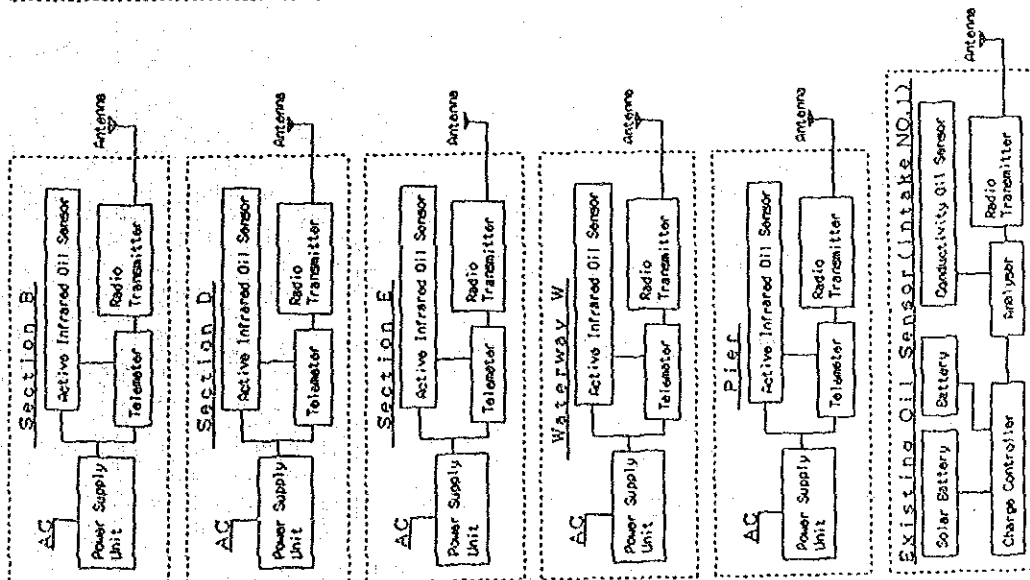 Section B
AC
Power Supply
Unit
Active Infrared Oil Sensor
Telemeter
Radio
Transmitter
Antenna
Section D
AC
Power Supply
Unit
Active Infrared Oil Sensor
Telemeter
Radio
Transmitter
Antenna
Section E
AC
Power Supply
Unit
Active Infrared Oil Sensor
Telemeter
Radio
Transmitter
Antenna
Waterway W
AC
Power Supply
Unit
Active Infrared Oil Sensor
Telemeter
Radio
Transmitter
Antenna
Pier
AC
Power Supply
Unit
Active Infrared Oil Sensor
Telemeter
Radio
Transmitter
Antenna
Existing Oil Sensor(Intake NO.1)
Solar Battery
Battery
Conductivity Oil Sensor
Charge Controller
Analysor
Radio
Transmitter
Antenna